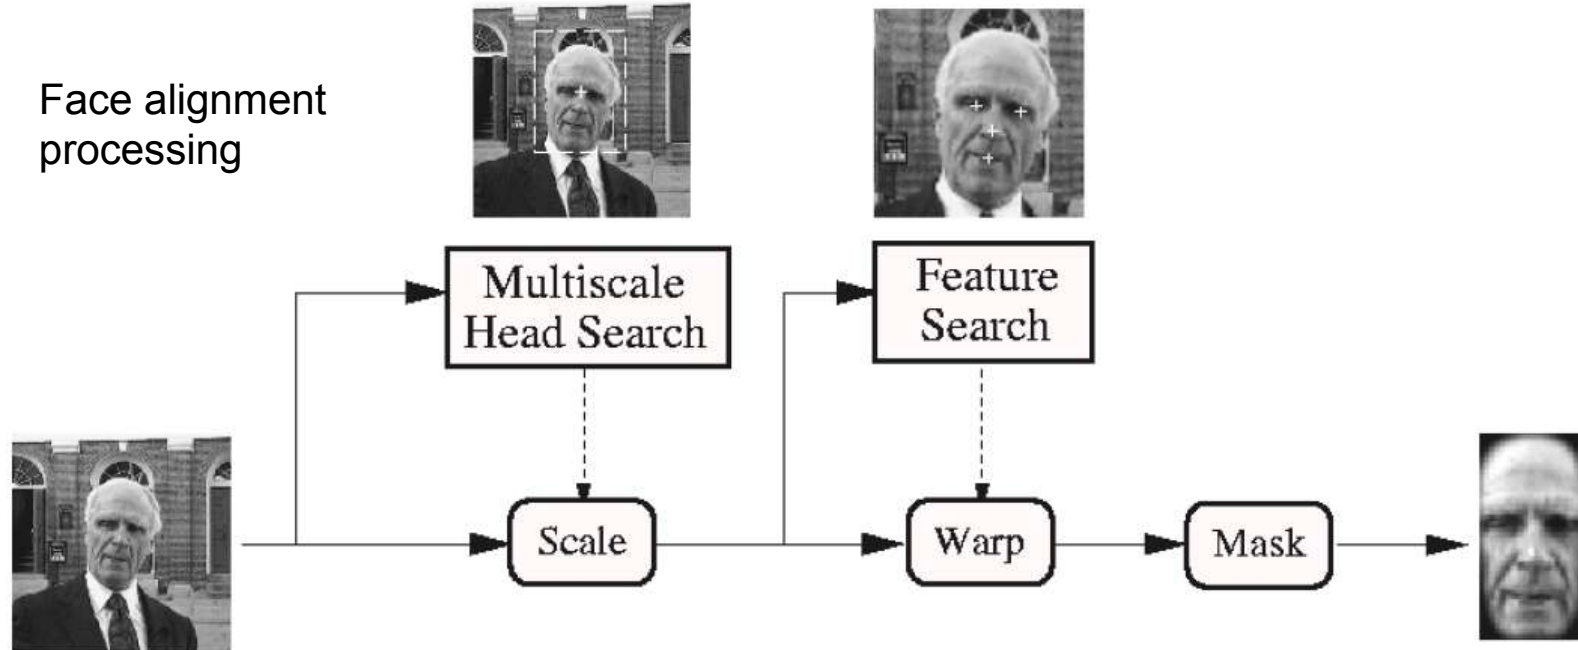 Face alignment
processing
Multiscale
Head Search
Feature
Search
Scale
Warp
Mask